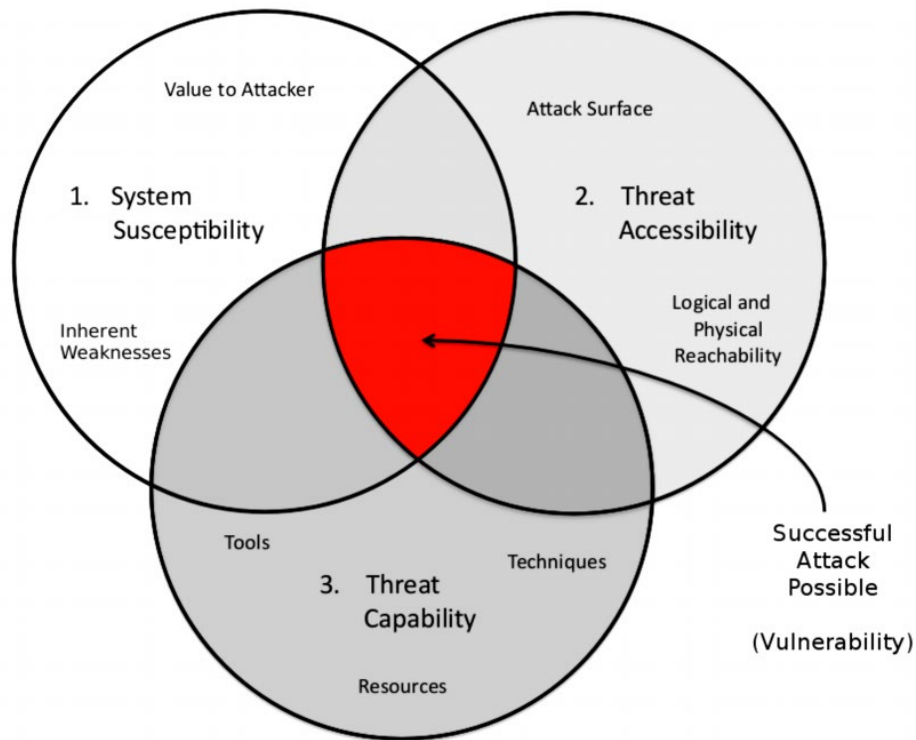 Value to Attacker
1. System
Susceptibility
Inherent
Weaknesses
Attack Surface
2. Threat
Accessibility
Logical and
Physical
Reachability
Tools
Techniques
3. Threat
Capability
Resources
Successful
Attack
Possible
(Vulnerability)